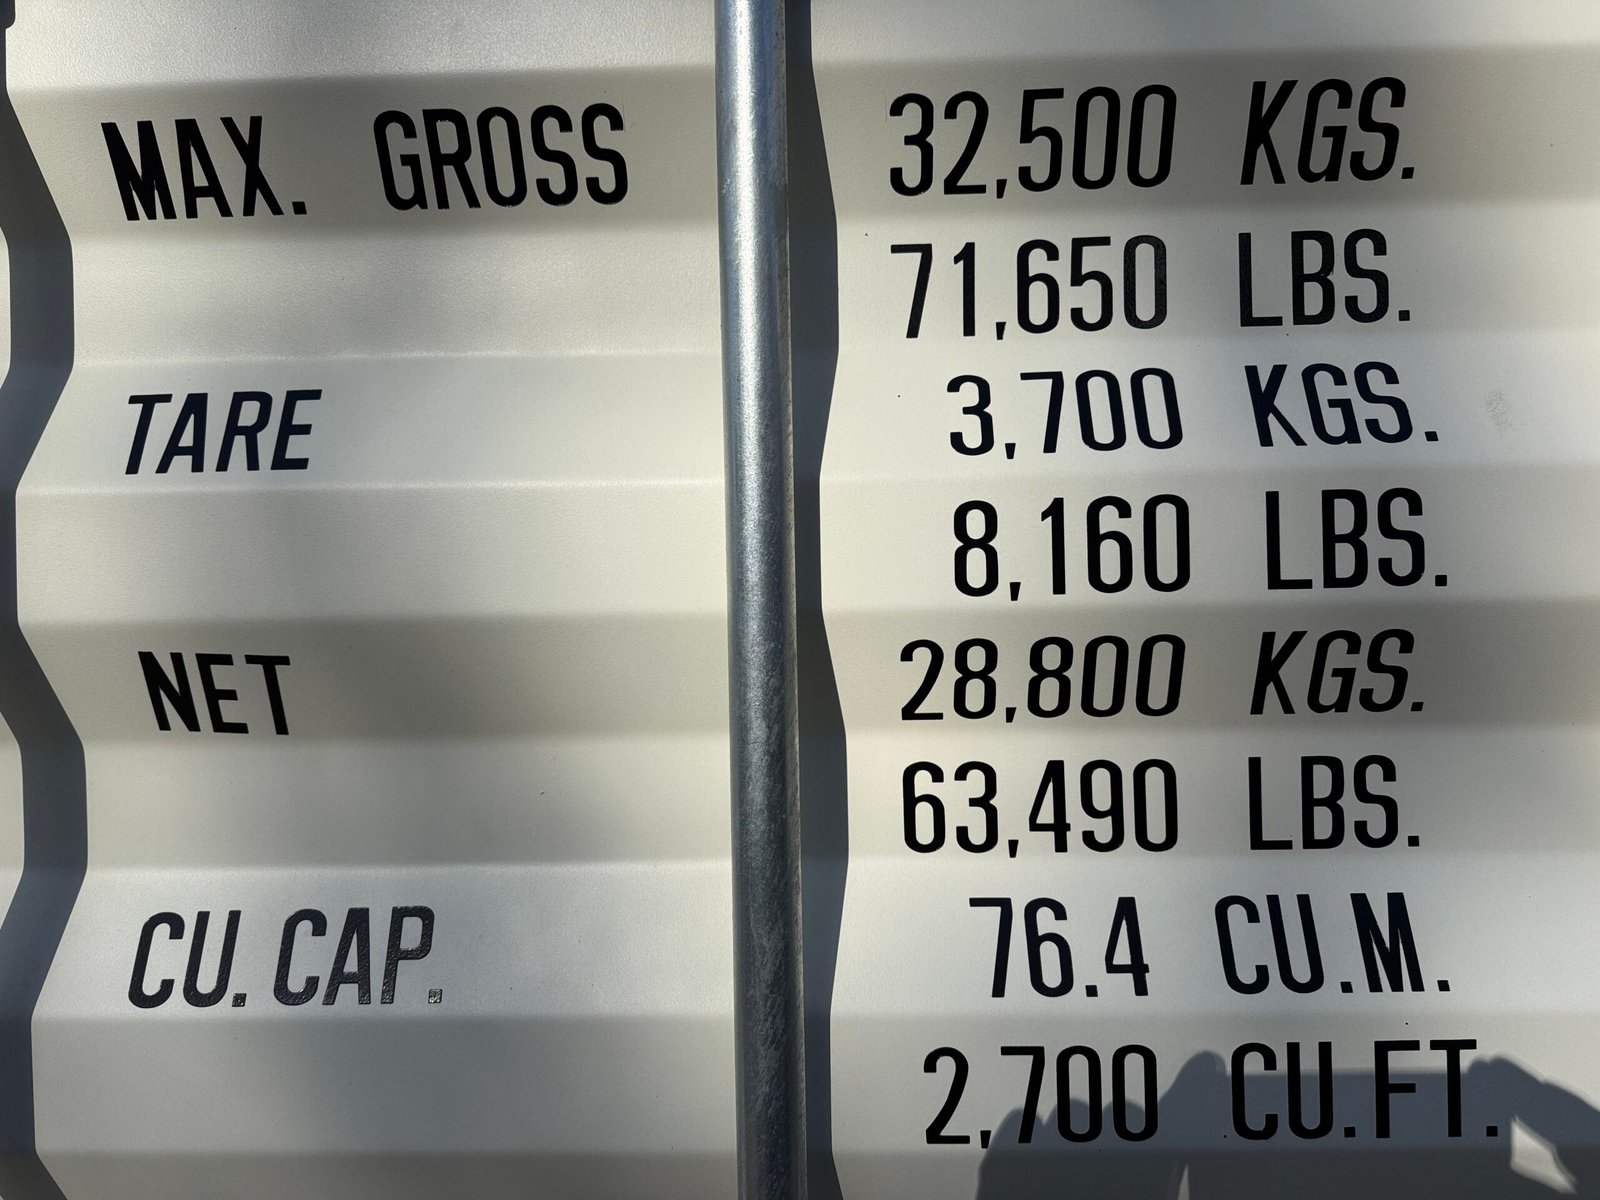 MAX. GROSS 32,500 KGS.
71,650 LBS.
TARE 3,700 KGS.
8,160 LBS.
NET 28,800 KGS.
63,490 LBS.
CU. CAP. 76.4 CU.M.
2,700 CU.FT.